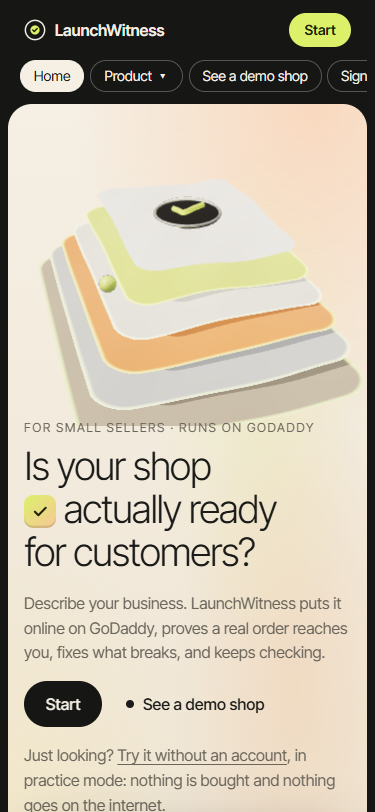 LaunchWitness
Start
Home
Product ▼
See a demo shop
Sign
FOR SMALL SELLERS · RUNS ON GODADDY
Is your shop
actually ready
for customers?
Describe your business. LaunchWitness puts it
online on GoDaddy, proves a real order reaches
you, fixes what breaks, and keeps checking.
Start
See a demo shop
Just looking? Try it without an account, in
practice mode: nothing is bought and nothing
goes on the internet.